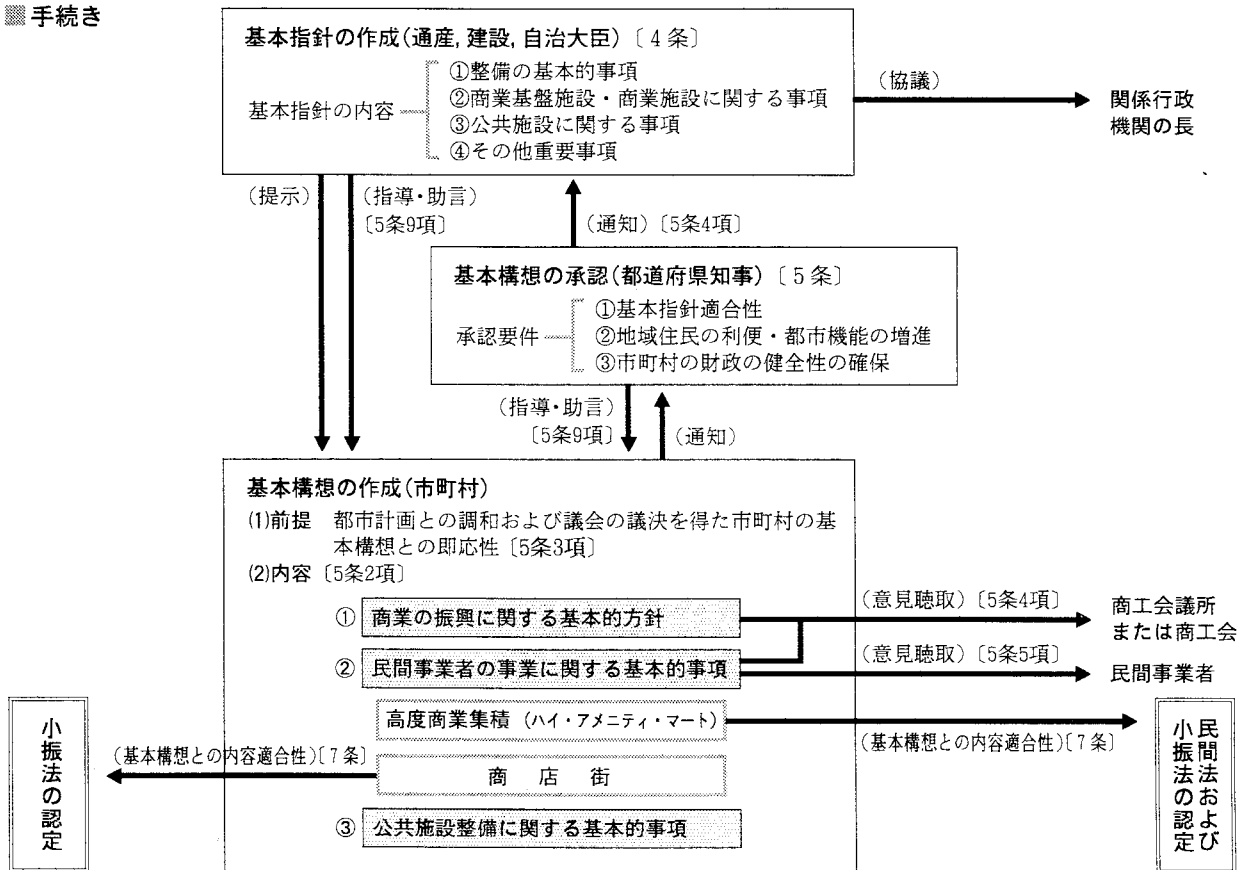 手続き
基本指針の作成(通産, 建設, 自治大臣)〔4条〕
基本指針の内容
①整備の基本的事項
②商業基盤施設・商業施設に関する事項
③公共施設に関する事項
④その他重要事項
(協議)
関係行政
機関の長
(提示)
(指導・助言)
〔5条9項〕
(通知)〔5条4項〕
基本構想の承認(都道府県知事)〔5条〕
承認要件
①基本指針適合性
②地域住民の利便・都市機能の増進
③市町村の財政の健全性の確保
(指導・助言)
〔5条9項〕
(通知)
基本構想の作成(市町村)
(1)前提 都市計画との調和および議会の議決を得た市町村の基
本構想との即応性〔5条3項〕
(2)内容〔5条2項〕
① 商業の振興に関する基本的方針
(意見聴取)〔5条4項〕
商工会議所
または商工会
② 民間事業者の事業に関する基本的事項
(意見聴取)〔5条5項〕
民間事業者
高度商業集積(ハイ・アメニティ・マート)
(基本構想との内容適合性)〔7条〕
民間法および
小振法の認定
商店街
(基本構想との内容適合性)〔7条〕
小振法の認定
③ 公共施設整備に関する基本的事項